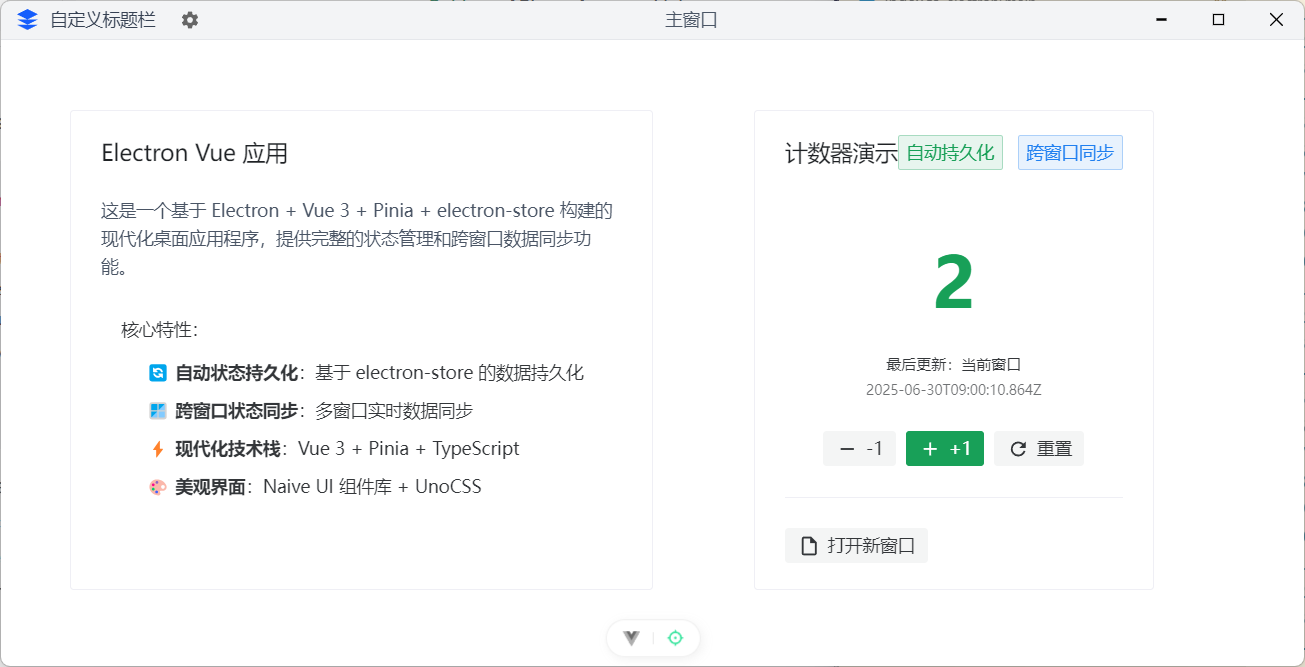 自定义标题栏
主窗口
Electron Vue 应用
这是一个基于 Electron + Vue 3 + Pinia + electron-store 构建的
现代化桌面应用程序，提供完整的状态管理和跨窗口数据同步功
能。
核心特性：
自动状态持久化：基于 electron-store 的数据持久化
跨窗口状态同步：多窗口实时数据同步
现代化技术栈：Vue 3 + Pinia + TypeScript
美观界面：Naive UI 组件库 + UnoCSS
计数器演示 自动持久化 跨窗口同步
2
最后更新：当前窗口
2025-06-30T09:00:10.864Z
-1 +1 重置
打开新窗口